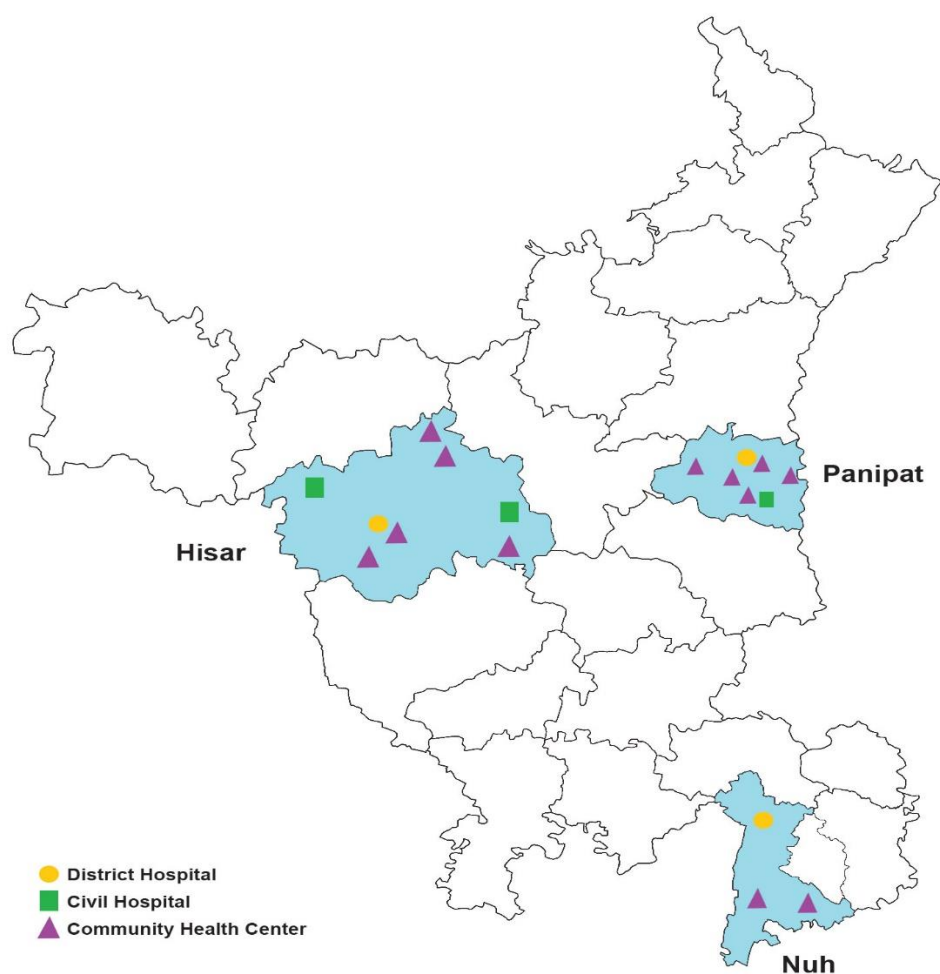 Panipat
Hisar
District Hospital
Civil Hospital
Community Health Center
Nuh